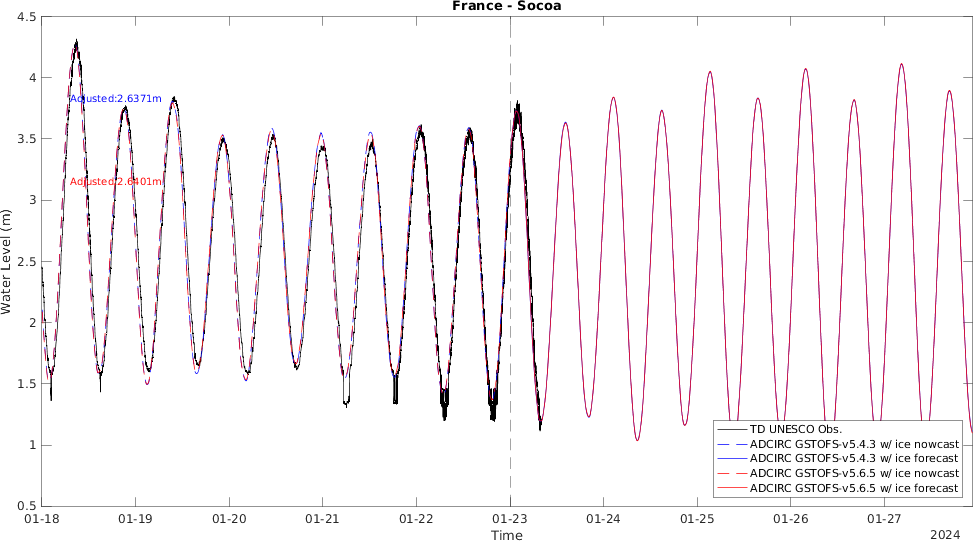 France - Socoa
4.5
4
3.5
3
2.5
2
1.5
1
0.5
Water Level (m)
Adjusted:2.6371m
Adjusted:2.6401m
TD UNESCO Obs.
ADCIRC GSTOFS-v5.4.3 w/ ice nowcast
ADCIRC GSTOFS-v5.4.3 w/ ice forecast
ADCIRC GSTOFS-v5.6.5 w/ ice nowcast
ADCIRC GSTOFS-v5.6.5 w/ ice forecast
01-18 01-19 01-20 01-21 01-22 01-23 01-24 01-25 01-26 01-27
Time
2024